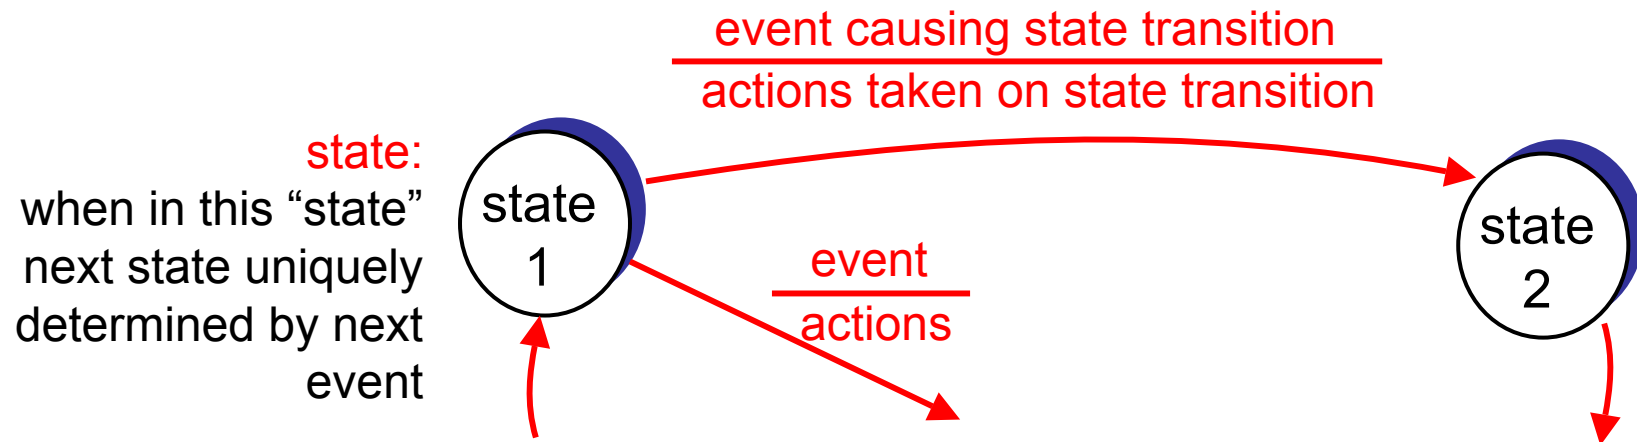 event causing state transition
actions taken on state transition
state:
when in this “state”
next state uniquely
determined by next
event
state
1
event
actions
state
2